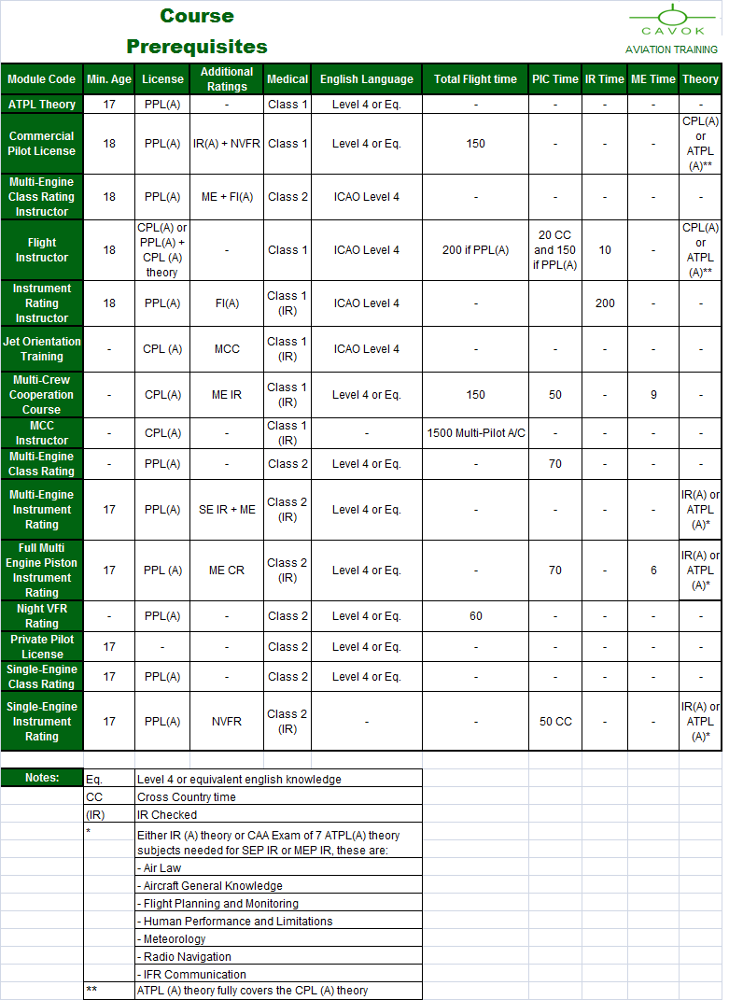 Course
Prerequisites
CAVOK
AVIATION TRAINING
Module Code Min. Age License Additional Ratings Medical English Language Total Flight time PIC Time IR Time ME Time Theory
ATPL Theory 17 PPL(A) - Class 1 Level 4 or Eq. - - - - -
Commercial Pilot License 18 PPL(A) IR(A) + NVFR Class 1 Level 4 or Eq. 150 - - - CPL(A) or ATPL (A)**
Multi-Engine Class Rating Instructor 18 PPL(A) ME + FI(A) Class 2 ICAO Level 4 - - - - -
Flight Instructor 18 CPL(A) or PPL(A) + CPL (A) theory - Class 1 ICAO Level 4 200 if PPL(A) 20 CC and 150 if PPL(A) 10 - CPL(A) or ATPL (A)**
Instrument Rating Instructor 18 PPL(A) FI(A) Class 1 (IR) ICAO Level 4 - 200 - -
Jet Orientation Training - CPL (A) MCC Class 1 (IR) ICAO Level 4 - - - - -
Multi-Crew Cooperation Course - CPL(A) ME IR Class 1 (IR) Level 4 or Eq. 150 50 - 9 -
MCC Instructor - CPL(A) - Class 1 (IR) - 1500 Multi-Pilot A/C - - - -
Multi-Engine Class Rating - PPL(A) - Class 2 Level 4 or Eq. - 70 - - -
Multi-Engine Instrument Rating 17 PPL(A) SE IR + ME Class 2 (IR) Level 4 or Eq. - - - - IR(A) or ATPL (A)*
Full Multi Engine Piston Instrument Rating 17 PPL (A) ME CR Class 2 (IR) Level 4 or Eq. - 70 - 6 IR(A) or ATPL (A)*
Night VFR Rating - PPL(A) - Class 2 Level 4 or Eq. 60 - - - -
Private Pilot License 17 - - Class 2 Level 4 or Eq. - - - - -
Single-Engine Class Rating 17 PPL(A) - Class 2 Level 4 or Eq. - - - - -
Single-Engine Instrument Rating 17 PPL(A) NVFR Class 2 (IR) - - 50 CC - - IR(A) or ATPL (A)*
Notes: Eq. Level 4 or equivalent english knowledge
CC Cross Country time
(IR) IR Checked
* Either IR (A) theory or CAA Exam of 7 ATPL(A) theory
subjects needed for SEP IR or MEP IR, these are:
- Air Law
- Aircraft General Knowledge
- Flight Planning and Monitoring
- Human Performance and Limitations
- Meteorology
- Radio Navigation
- IFR Communication
** ATPL (A) theory fully covers the CPL (A) theory